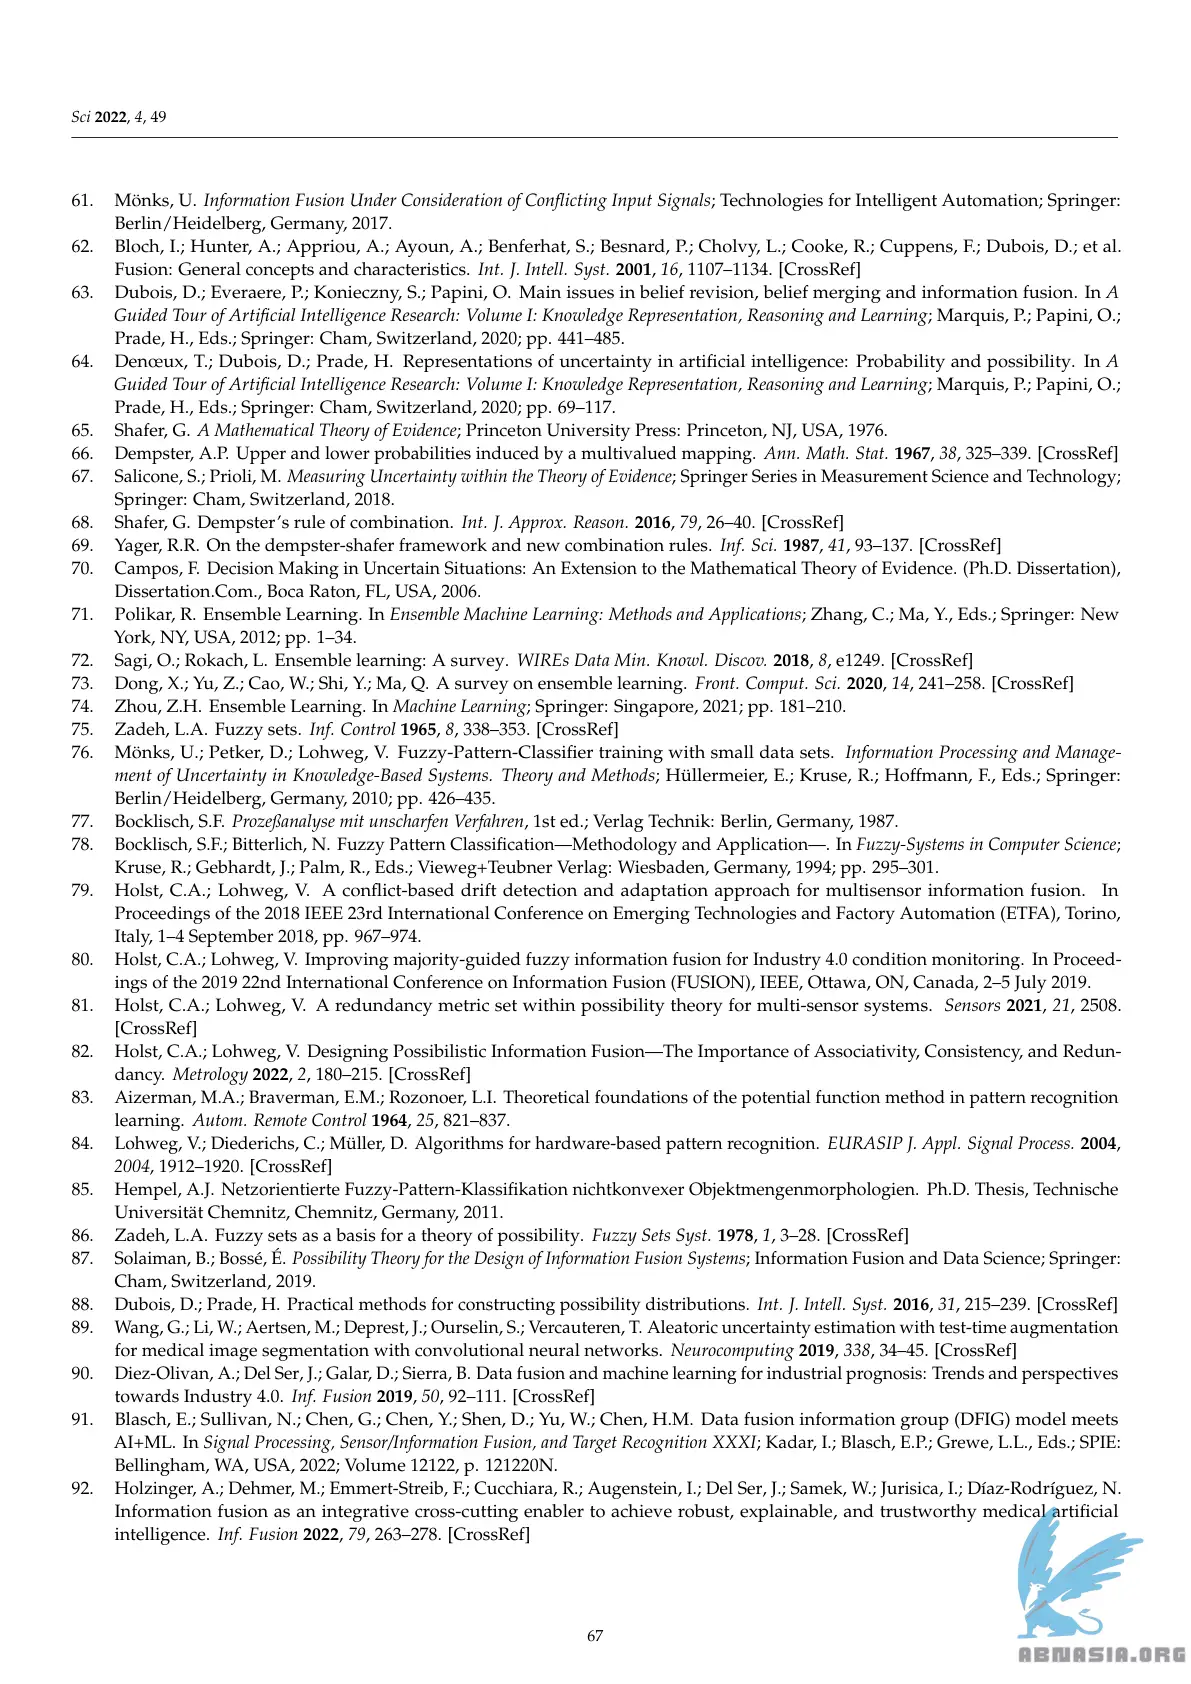 Sci 2022, 4, 49
61. Mönks, U. Information Fusion Under Consideration of Conflicting Input Signals; Technologies for Intelligent Automation; Springer:
Berlin/Heidelberg, Germany, 2017.
62. Bloch, I.; Hunter, A.; Appriou, A.; Ayoun, A.; Benferhat, S.; Besnard, P.; Cholvy, L.; Cooke, R.; Cuppens, F.; Dubois, D.; et al.
Fusion: General concepts and characteristics. Int. J. Intell. Syst. 2001, 16, 1107–1134. [CrossRef]
63. Dubois, D.; Everaere, P.; Konieczny, S.; Papini, O. Main issues in belief revision, belief merging and information fusion. In A
Guided Tour of Artificial Intelligence Research: Volume I: Knowledge Representation, Reasoning and Learning; Marquis, P.; Papini, O.;
Prade, H., Eds.; Springer: Cham, Switzerland, 2020; pp. 441–485.
64. Denœux, T.; Dubois, D.; Prade, H. Representations of uncertainty in artificial intelligence: Probability and possibility. In A
Guided Tour of Artificial Intelligence Research: Volume I: Knowledge Representation, Reasoning and Learning; Marquis, P.; Papini, O.;
Prade, H., Eds.; Springer: Cham, Switzerland, 2020; pp. 69–117.
65. Shafer, G. A Mathematical Theory of Evidence; Princeton University Press: Princeton, NJ, USA, 1976.
66. Dempster, A.P. Upper and lower probabilities induced by a multivalued mapping. Ann. Math. Stat. 1967, 38, 325–339. [CrossRef]
67. Salicone, S.; Prioli, M. Measuring Uncertainty within the Theory of Evidence; Springer Series in Measurement Science and Technology;
Springer: Cham, Switzerland, 2018.
68. Shafer, G. Dempster's rule of combination. Int. J. Approx. Reason. 2016, 79, 26–40. [CrossRef]
69. Yager, R.R. On the dempster-shafer framework and new combination rules. Inf. Sci. 1987, 41, 93–137. [CrossRef]
70. Campos, F. Decision Making in Uncertain Situations: An Extension to the Mathematical Theory of Evidence. (Ph.D. Dissertation),
Dissertation.Com., Boca Raton, FL, USA, 2006.
71. Polikar, R. Ensemble Learning. In Ensemble Machine Learning: Methods and Applications; Zhang, C.; Ma, Y., Eds.; Springer: New
York, NY, USA, 2012; pp. 1–34.
72. Sagi, O.; Rokach, L. Ensemble learning: A survey. WIREs Data Min. Knowl. Discov. 2018, 8, e1249. [CrossRef]
73. Dong, X.; Yu, Z.; Cao, W.; Shi, Y.; Ma, Q. A survey on ensemble learning. Front. Comput. Sci. 2020, 14, 241–258. [CrossRef]
74. Zhou, Z.H. Ensemble Learning. In Machine Learning; Springer: Singapore, 2021; pp. 181–210.
75. Zadeh, L.A. Fuzzy sets. Inf. Control 1965, 8, 338–353. [CrossRef]
76. Mönks, U.; Petker, D.; Lohweg, V. Fuzzy-Pattern-Classifier training with small data sets. Information Processing and Manage-
ment of Uncertainty in Knowledge-Based Systems. Theory and Methods; Hüllermeier, E.; Kruse, R.; Hoffmann, F., Eds.; Springer:
Berlin/Heidelberg, Germany, 2010; pp. 426–435.
77. Bocklisch, S.F. Prozeßanalyse mit unscharfen Verfahren, 1st ed.; Verlag Technik: Berlin, Germany, 1987.
78. Bocklisch, S.F.; Bitterlich, N. Fuzzy Pattern Classification—Methodology and Application—. In Fuzzy-Systems in Computer Science;
Kruse, R.; Gebhardt, J.; Palm, R., Eds.; Vieweg+Teubner Verlag: Wiesbaden, Germany, 1994; pp. 295–301.
79. Holst, C.A.; Lohweg, V. A conflict-based drift detection and adaptation approach for multisensor information fusion. In
Proceedings of the 2018 IEEE 23rd International Conference on Emerging Technologies and Factory Automation (ETFA), Torino,
Italy, 1–4 September 2018, pp. 967–974.
80. Holst, C.A.; Lohweg, V. Improving majority-guided fuzzy information fusion for Industry 4.0 condition monitoring. In Proceed-
ings of the 2019 22nd International Conference on Information Fusion (FUSION), IEEE, Ottawa, ON, Canada, 2–5 July 2019.
81. Holst, C.A.; Lohweg, V. A redundancy metric set within possibility theory for multi-sensor systems. Sensors 2021, 21, 2508.
[CrossRef]
82. Holst, C.A.; Lohweg, V. Designing Possibilistic Information Fusion—The Importance of Associativity, Consistency, and Redun-
dancy. Metrology 2022, 2, 180–215. [CrossRef]
83. Aizerman, M.A.; Braverman, E.M.; Rozonoer, L.I. Theoretical foundations of the potential function method in pattern recognition
learning. Autom. Remote Control 1964, 25, 821–837.
84. Lohweg, V.; Diederichs, C.; Müller, D. Algorithms for hardware-based pattern recognition. EURASIP J. Appl. Signal Process. 2004,
2004, 1912–1920. [CrossRef]
85. Hempel, A.J. Netzorientierte Fuzzy-Pattern-Klassifikation nichtkonvexer Objektmengenmorphologien. Ph.D. Thesis, Technische
Universität Chemnitz, Chemnitz, Germany, 2011.
86. Zadeh, L.A. Fuzzy sets as a basis for a theory of possibility. Fuzzy Sets Syst. 1978, 1, 3–28. [CrossRef]
87. Solaiman, B.; Bossé, É. Possibility Theory for the Design of Information Fusion Systems; Information Fusion and Data Science; Springer:
Cham, Switzerland, 2019.
88. Dubois, D.; Prade, H. Practical methods for constructing possibility distributions. Int. J. Intell. Syst. 2016, 31, 215–239. [CrossRef]
89. Wang, G.; Li, W.; Aertsen, M.; Deprest, J.; Ourselin, S.; Vercauteren, T. Aleatoric uncertainty estimation with test-time augmentation
for medical image segmentation with convolutional neural networks. Neurocomputing 2019, 338, 34–45. [CrossRef]
90. Diez-Olivan, A.; Del Ser, J.; Galar, D.; Sierra, B. Data fusion and machine learning for industrial prognosis: Trends and perspectives
towards Industry 4.0. Inf. Fusion 2019, 50, 92–111. [CrossRef]
91. Blasch, E.; Sullivan, N.; Chen, G.; Chen, Y.; Shen, D.; Yu, W.; Chen, H.M. Data fusion information group (DFIG) model meets
AI+ML. In Signal Processing, Sensor/Information Fusion, and Target Recognition XXXI; Kadar, I.; Blasch, E.P.; Grewe, L.L., Eds.; SPIE:
Bellingham, WA, USA, 2022; Volume 12122, p. 121220N.
92. Holzinger, A.; Dehmer, M.; Emmert-Streib, F.; Cucchiara, R.; Augenstein, I.; Del Ser, J.; Samek, W.; Jurisica, I.; Díaz-Rodríguez, N.
Information fusion as an integrative cross-cutting enabler to achieve robust, explainable, and trustworthy medical artificial
intelligence. Inf. Fusion 2022, 79, 263–278. [CrossRef]
67
ABNASIA.ORG